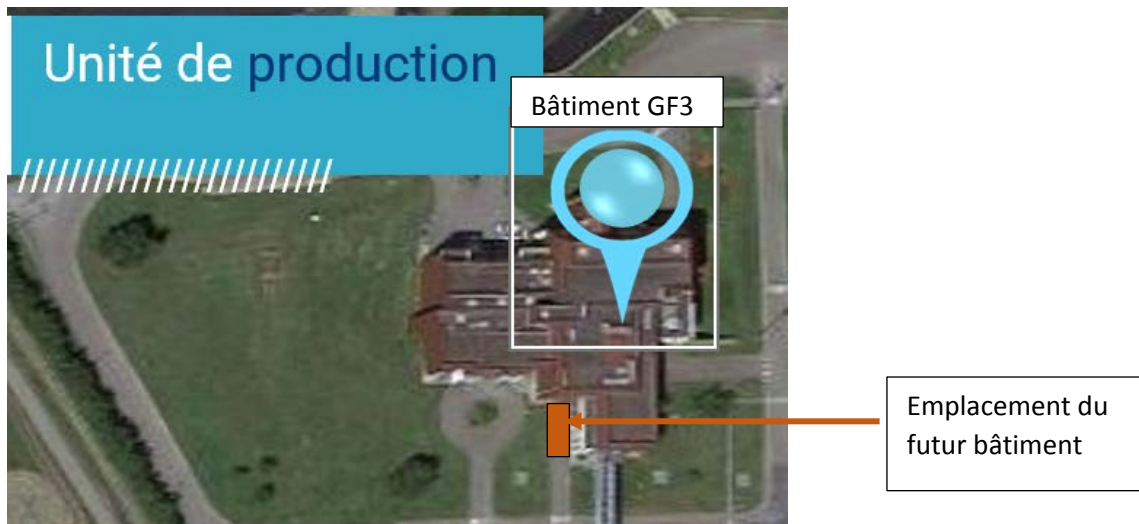 Unité de production
Bâtiment GF3
Emplacement du
futur bâtiment